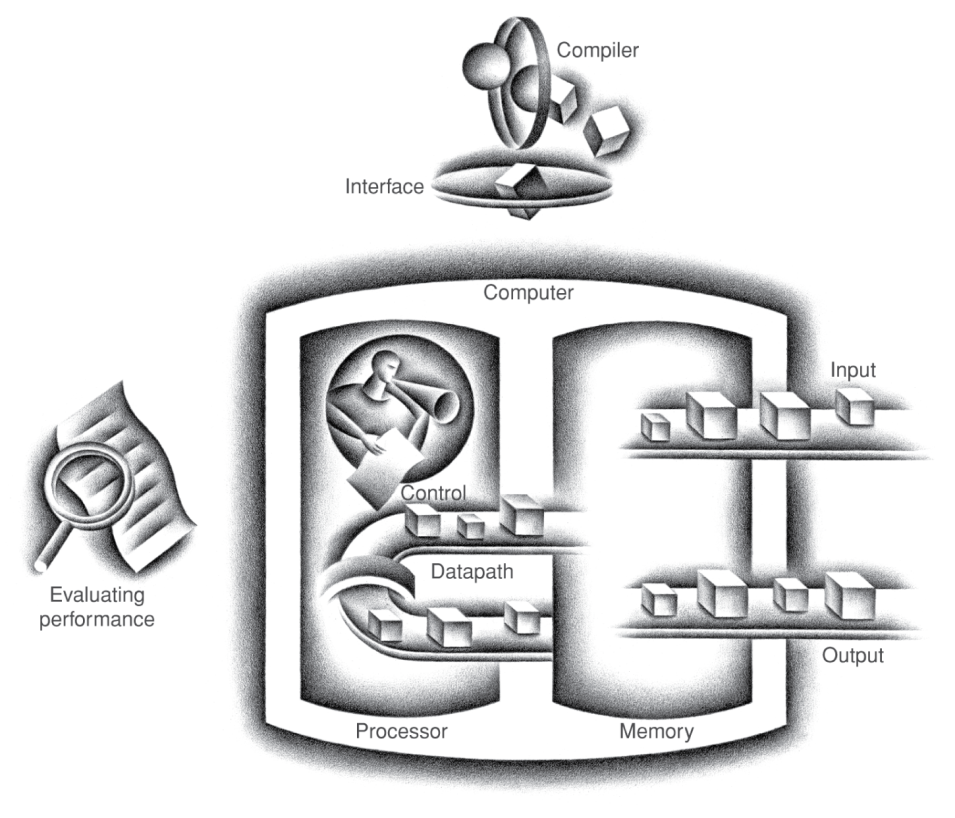 Compiler
Interface
Computer
Input
Control
Datapath
Evaluating
performance
Output
Processor
Memory